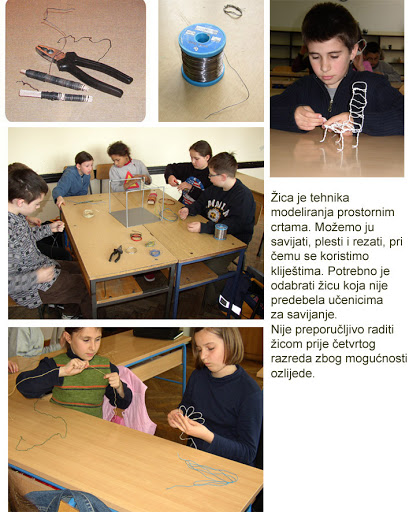 Žica je tehnika
modeliranja prostornim
crtama. Možemo ju
savijati, plesti i rezati, pri
čemu se koristimo
kliještima. Potrebno je
odabrati žicu koja nije
predebela učenicima
za savijanje.
Nije preporučljivo raditi
žicom prije četvrtog
razreda zbog mogućnosti
ozlijede.